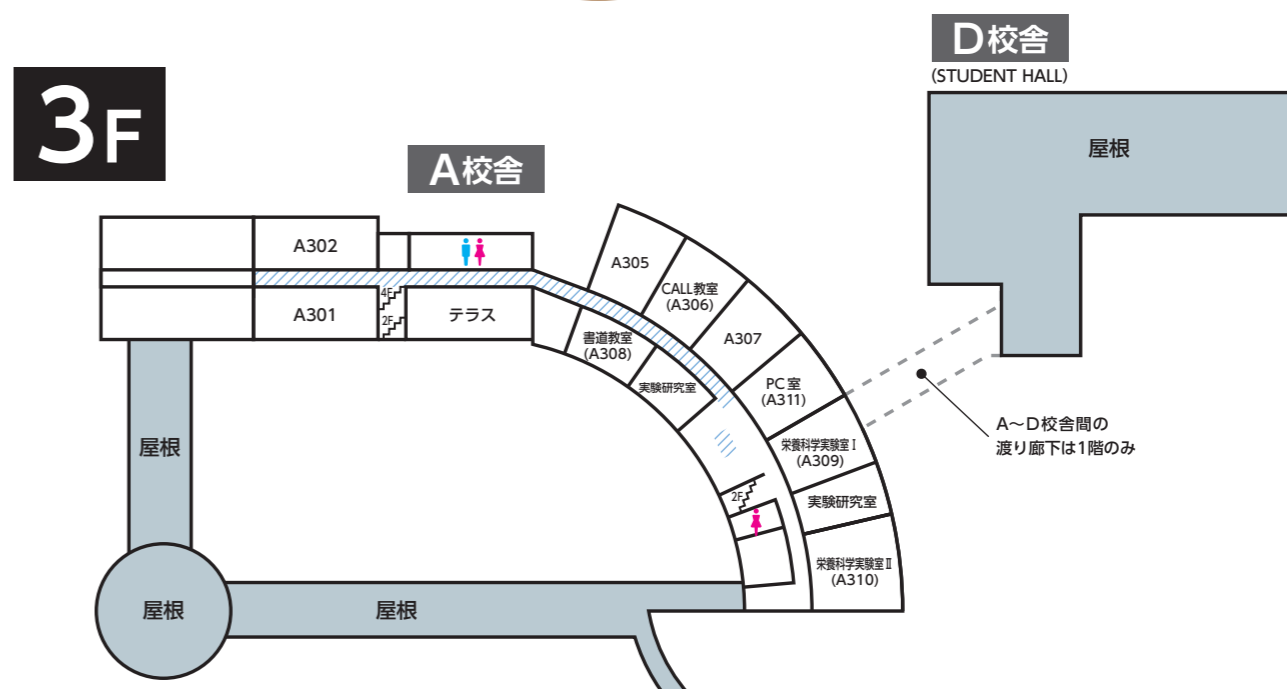 3F
A校舎
D校舎
(STUDENT HALL)
屋根
A302
A301
4F
2F
テラス
A305
CALL教室
(A306)
A307
書道教室
(A308)
実験研究室
PC室
(A311)
栄養科学実験室Ⅰ
(A309)
実験研究室
栄養科学実験室Ⅱ
(A310)
2F
A〜D校舎間の
渡り廊下は1階のみ
屋根
屋根
屋根